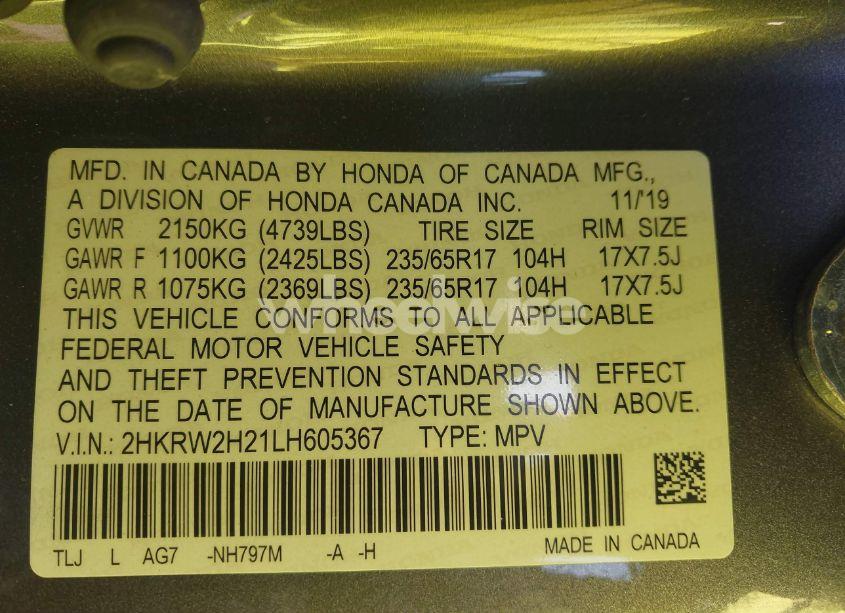 MFD. IN CANADA BY HONDA OF CANADA MFG.,
A DIVISION OF HONDA CANADA INC. 11/'19
GVWR 2150KG (4739LBS) TIRE SIZE RIM SIZE
GAWR F 1100KG (2425LBS) 235/65R17 104H 17X7.5J
GAWR R 1075KG (2369LBS) 235/65R17 104H 17X7.5J
wheelwise
THIS VEHICLE CONFORMS TO ALL APPLICABLE
FEDERAL MOTOR VEHICLE SAFETY
AND THEFT PREVENTION STANDARDS IN EFFECT
ON THE DATE OF MANUFACTURE SHOWN ABOVE.
V.I.N.: 2HKRW2H21LH605367 TYPE: MPV
TLJ L AG7 -NH797M -A -H MADE IN CANADA